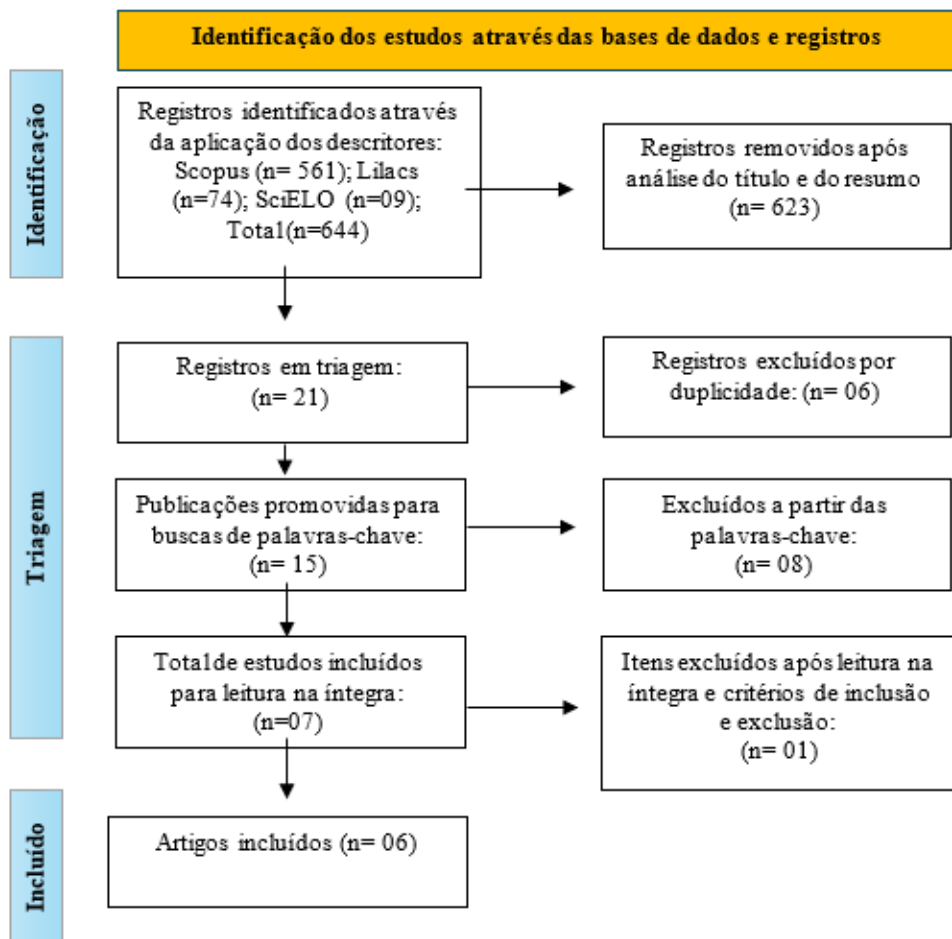 Identificação dos estudos através das bases de dados e registros
Identificação
Registros identificados através
da aplicação dos descritores:
Scopus (n= 561); Lilacs
(n=74); SciELO (n=09);
Total (n=644)
Registros removidos após
análise do título e do resumo
(n= 623)
Triagem
Registros em triagem:
(n= 21)
Registros excluídos por
duplicidade: (n= 06)
Publicações promovidas para
buscas de palavras-chave:
(n= 15)
Excluídos a partir das
palavras-chave:
(n= 08)
Total de estudos incluídos
para leitura na íntegra:
(n=07)
Itens excluídos após leitura na
íntegra e critérios de inclusão
e exclusão:
(n= 01)
Incluído
Artigos incluídos (n= 06)